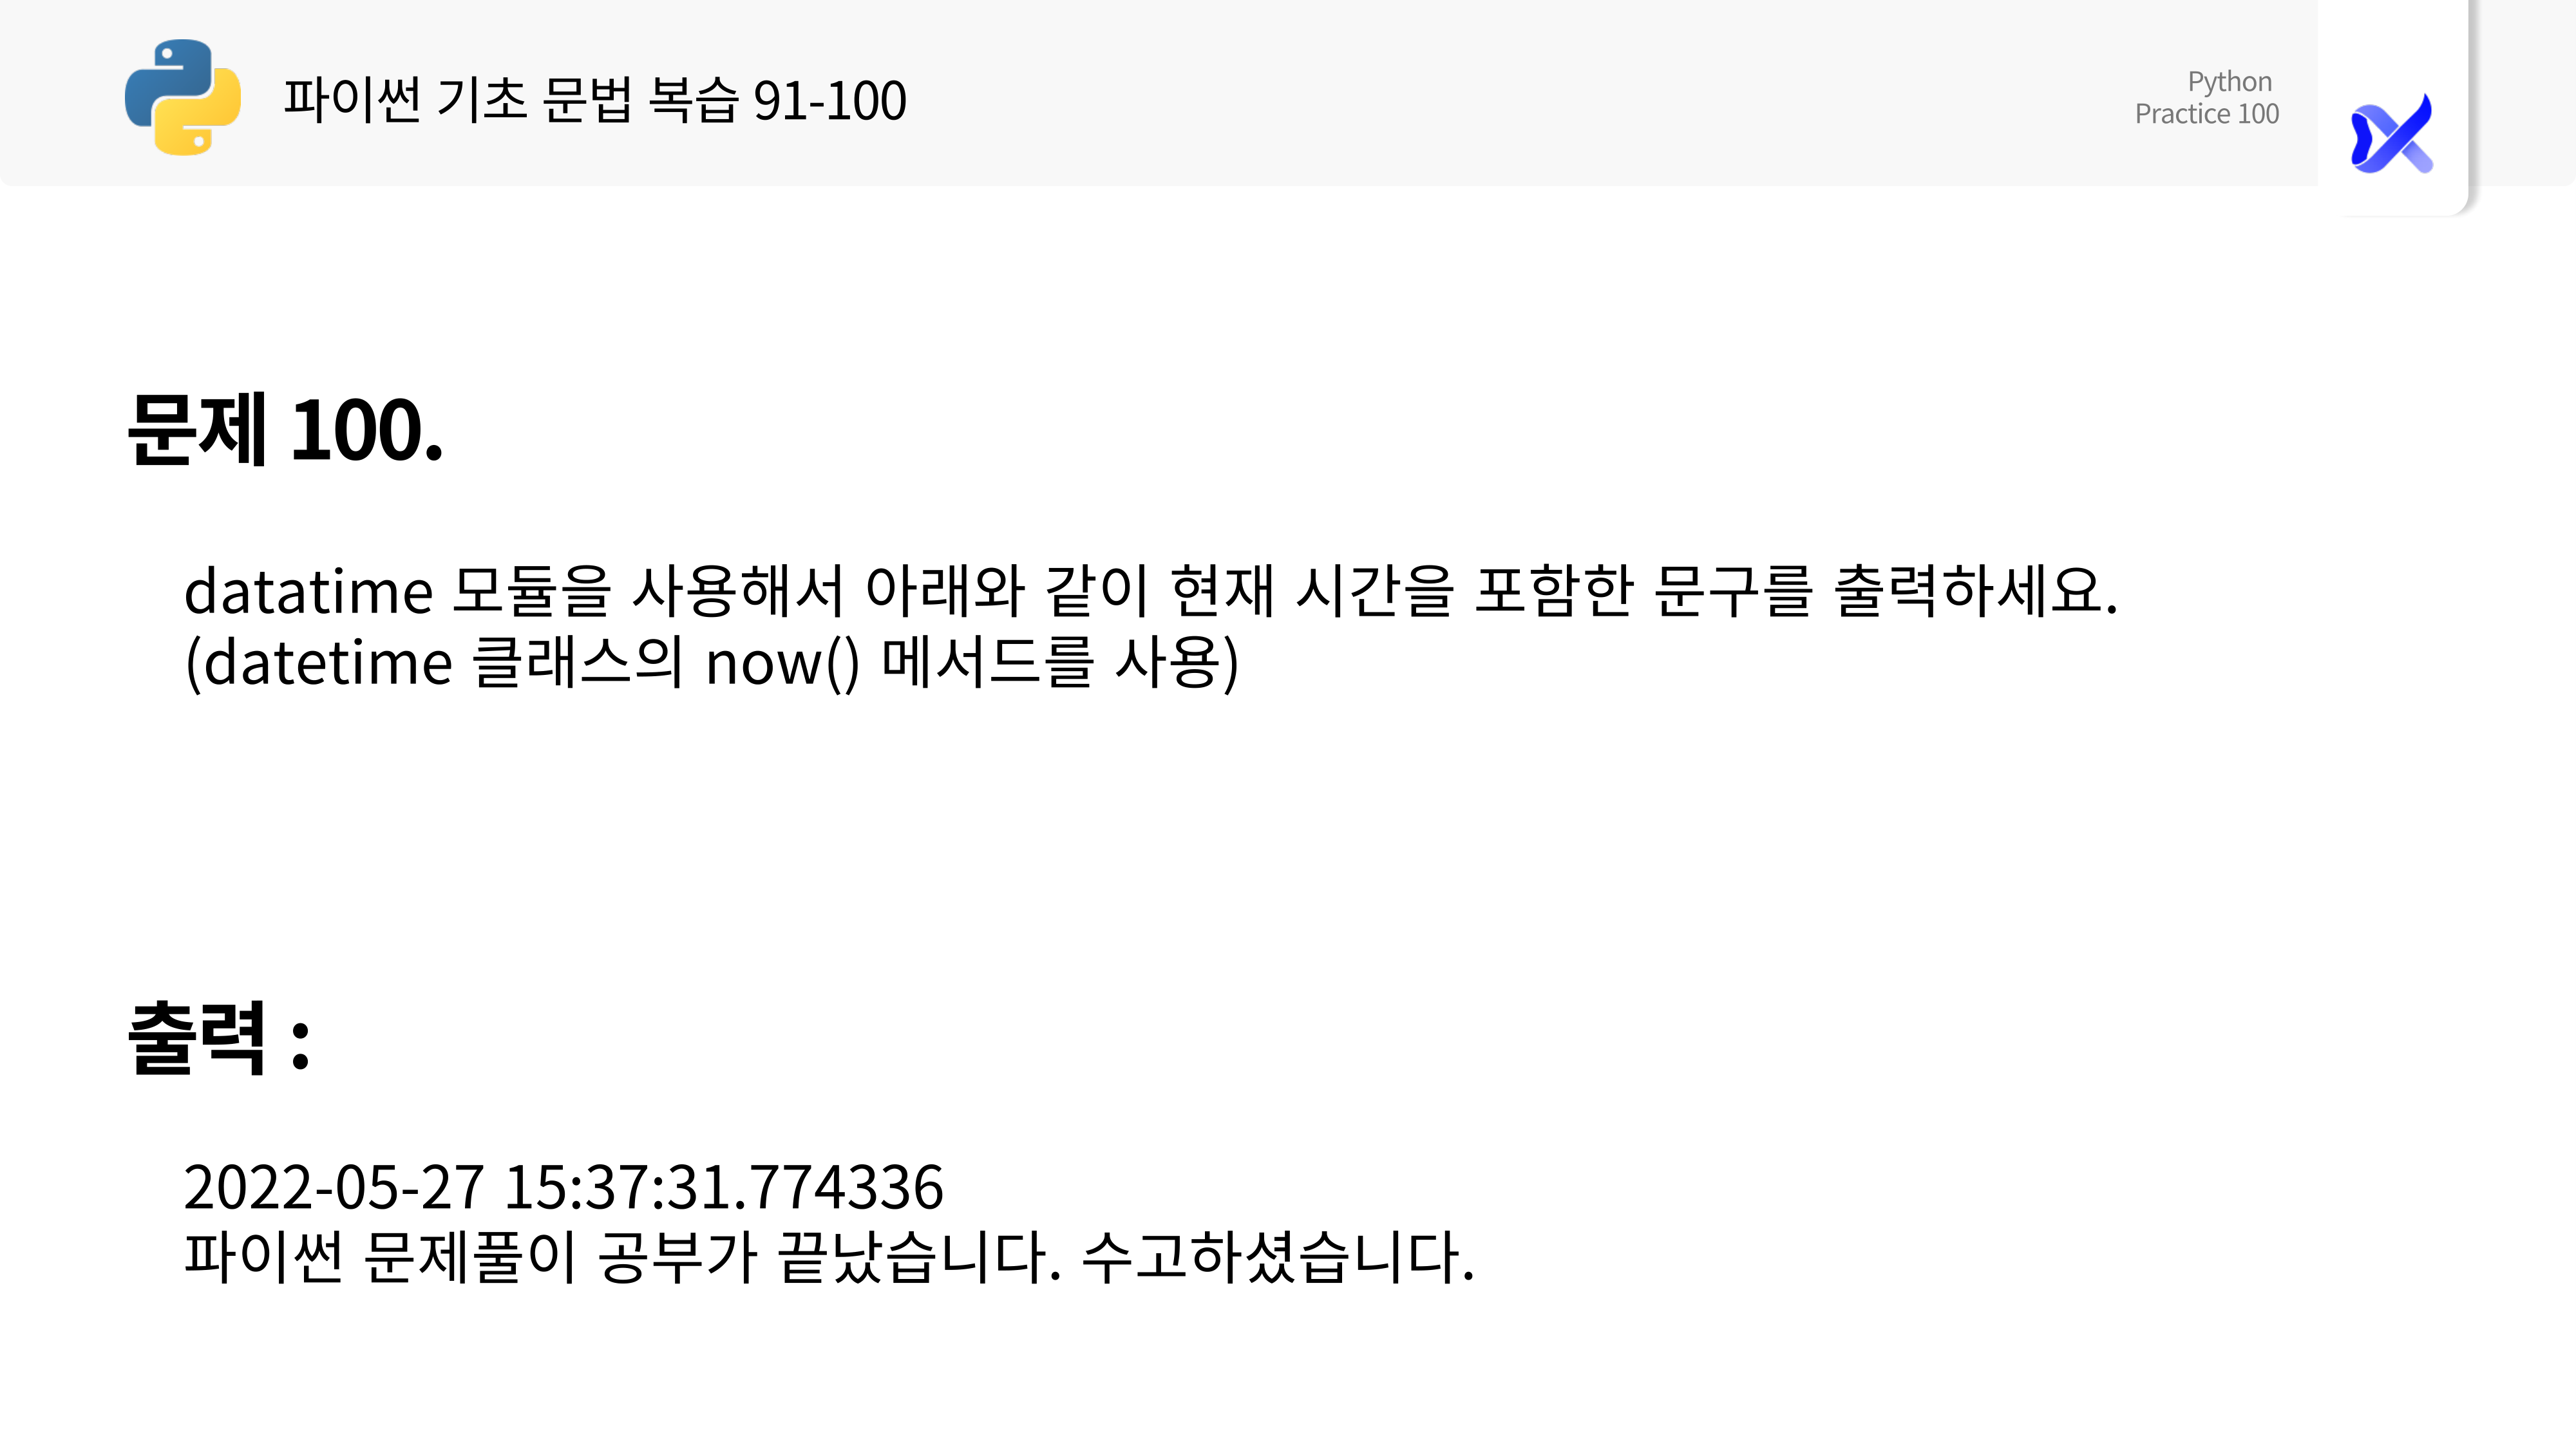 파이썬 기초 문법 복습 91-100
Python
Practice 100
문제 100.
datatime 모듈을 사용해서 아래와 같이 현재 시간을 포함한 문구를 출력하세요.
(datetime 클래스의 now() 메서드를 사용)
출력 :
2022-05-27 15:37:31.774336
파이썬 문제풀이 공부가 끝났습니다. 수고하셨습니다.